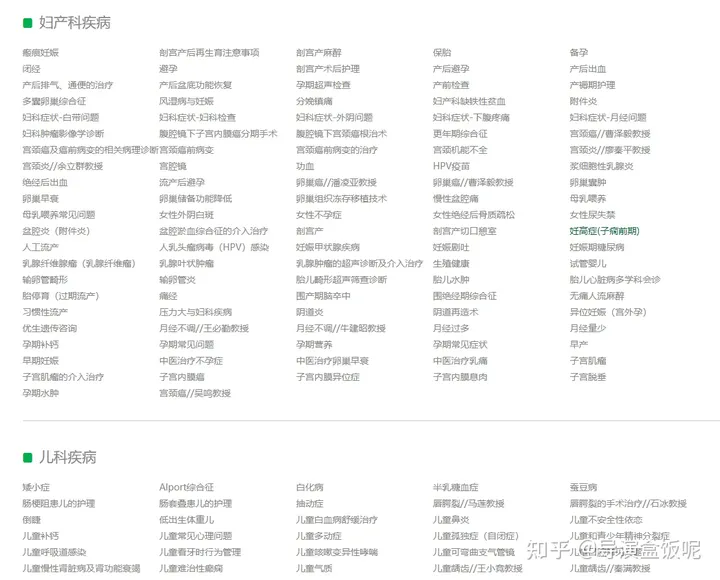 妇产科疾病
瘢痕妊娠 剖宫产后再生育注意事项 剖宫产麻醉 保胎 备孕
闭经 避孕 剖宫产术后护理 产后避孕 产后出血
产后排气，通便的治疗 产后盆底功能恢复 孕期超声检查 产前检查 产褥期护理
多囊卵巢综合征 风湿病与妊娠 分娩镇痛 妇产科缺铁性贫血 附件炎
妇科症状-白带问题 妇科症状-妇科检查 妇科症状-外阴问题 妇科症状-下腹疼痛 妇科症状-月经问题
妇科肿瘤影像学诊断 腹腔镜下子宫内膜癌分期手术 腹腔镜下宫颈癌根治术 更年期综合征 宫颈癌//曹泽毅教授
宫颈癌及癌前病变的相关病理诊断 宫颈癌前病变 宫颈癌前病变的治疗 宫颈机能不全 宫颈炎//廖秦平教授
宫颈炎//余立群教授 宫腔镜 功血 HPV疫苗 浆细胞性乳腺炎
绝经后出血 流产后避孕 卵巢癌//潘凌亚教授 卵巢癌//曹泽毅教授 卵巢囊肿
卵巢早衰 卵巢储备功能降低 卵巢组织冻存移植技术 慢性盆腔痛 母乳喂养
母乳喂养常见问题 女性外阴白斑 女性不孕症 女性绝经后骨质疏松 女性尿失禁
盆腔炎（附件炎） 盆腔淤血综合征的介入治疗 剖宫产 剖宫产切口憩室 妊高症(子痫前期)
人工流产 人乳头瘤病毒（HPV）感染 妊娠甲状腺疾病 妊娠剧吐 妊娠期糖尿病
乳腺纤维腺瘤（乳腺纤维瘤） 乳腺叶状肿瘤 乳腺肿瘤的超声诊断及介入治疗 生殖健康 试管婴儿
输卵管畸形 输卵管炎 胎儿畸形超声筛查诊断 胎儿水肿 胎儿心脏病多学科会诊
胎停育（过期流产） 痛经 围产期脑卒中 围绝经期综合征 无痛人流麻醉
习惯性流产 压力大与妇科疾病 阴道炎 阴道再造术 异位妊娠（宫外孕）
优生遗传咨询 月经不调//王必勤教授 月经不调//牛建昭教授 月经过多 月经量少
孕期补钙 孕期常见问题 孕期营养 孕期常见症状 早产
早期妊娠 中医治疗不孕症 中医治疗卵巢早衰 中医治疗乳痛 子宫肌瘤
子宫肌瘤的介入治疗 子宫内膜癌 子宫内膜异位症 子宫内膜息肉 子宫脱垂
孕期水肿 宫颈癌//吴鸣教授
儿科疾病
矮小症 Alport综合征 白化病 半乳糖血症 蚕豆病
肠梗阻患儿的护理 肠套叠患儿的护理 抽动症 唇腭裂//马莲教授 唇腭裂的手术治疗//石冰教授
倒睫 低出生体重儿 儿童白血病舒缓治疗 儿童鼻炎 儿童不安全性依恋
儿童补钙 儿童常见心理问题 儿童多动症 儿童孤独症（自闭症） 儿童和青少年精神分裂症
儿童呼吸道感染 儿童看牙时行为管理 儿童咳嗽变异性哮喘 儿童可弯曲支气管镜
儿童慢性肾脏病及肾功能衰竭 儿童难治性癫痫 儿童气质 儿童龋齿//王小竞教授 儿童龋齿//秦满教授
知乎 @导演盒饭呢